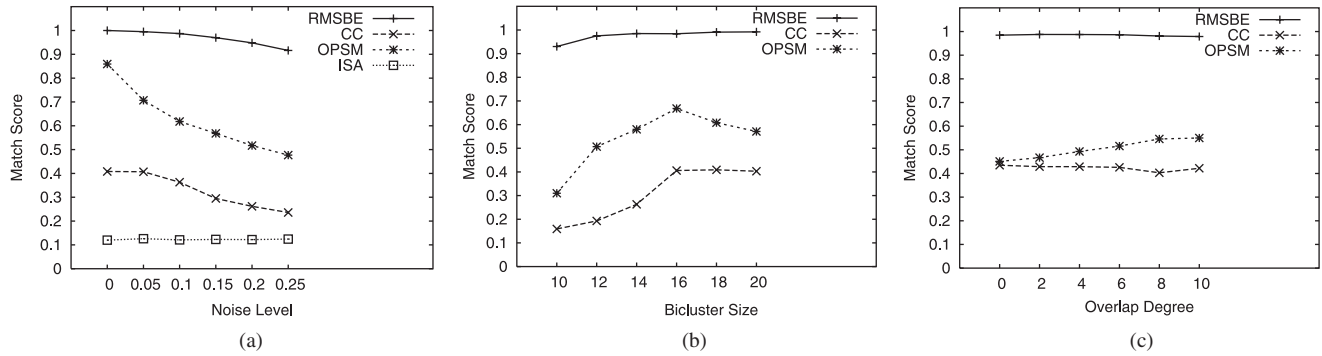 Match Score
1
0.9
0.8
0.7
0.6
0.5
0.4
0.3
0.2
0.1
0
RMSBE
CC
OPSM
ISA
0 0.05 0.1 0.15 0.2 0.25
Noise Level
(a)
Match Score
1
0.9
0.8
0.7
0.6
0.5
0.4
0.3
0.2
0.1
0
RMSBE
CC
OPSM
10 12 14 16 18 20
Bicluster Size
(b)
Match Score
1
0.9
0.8
0.7
0.6
0.5
0.4
0.3
0.2
0.1
0
RMSBE
CC
OPSM
0 2 4 6 8 10
Overlap Degree
(c)